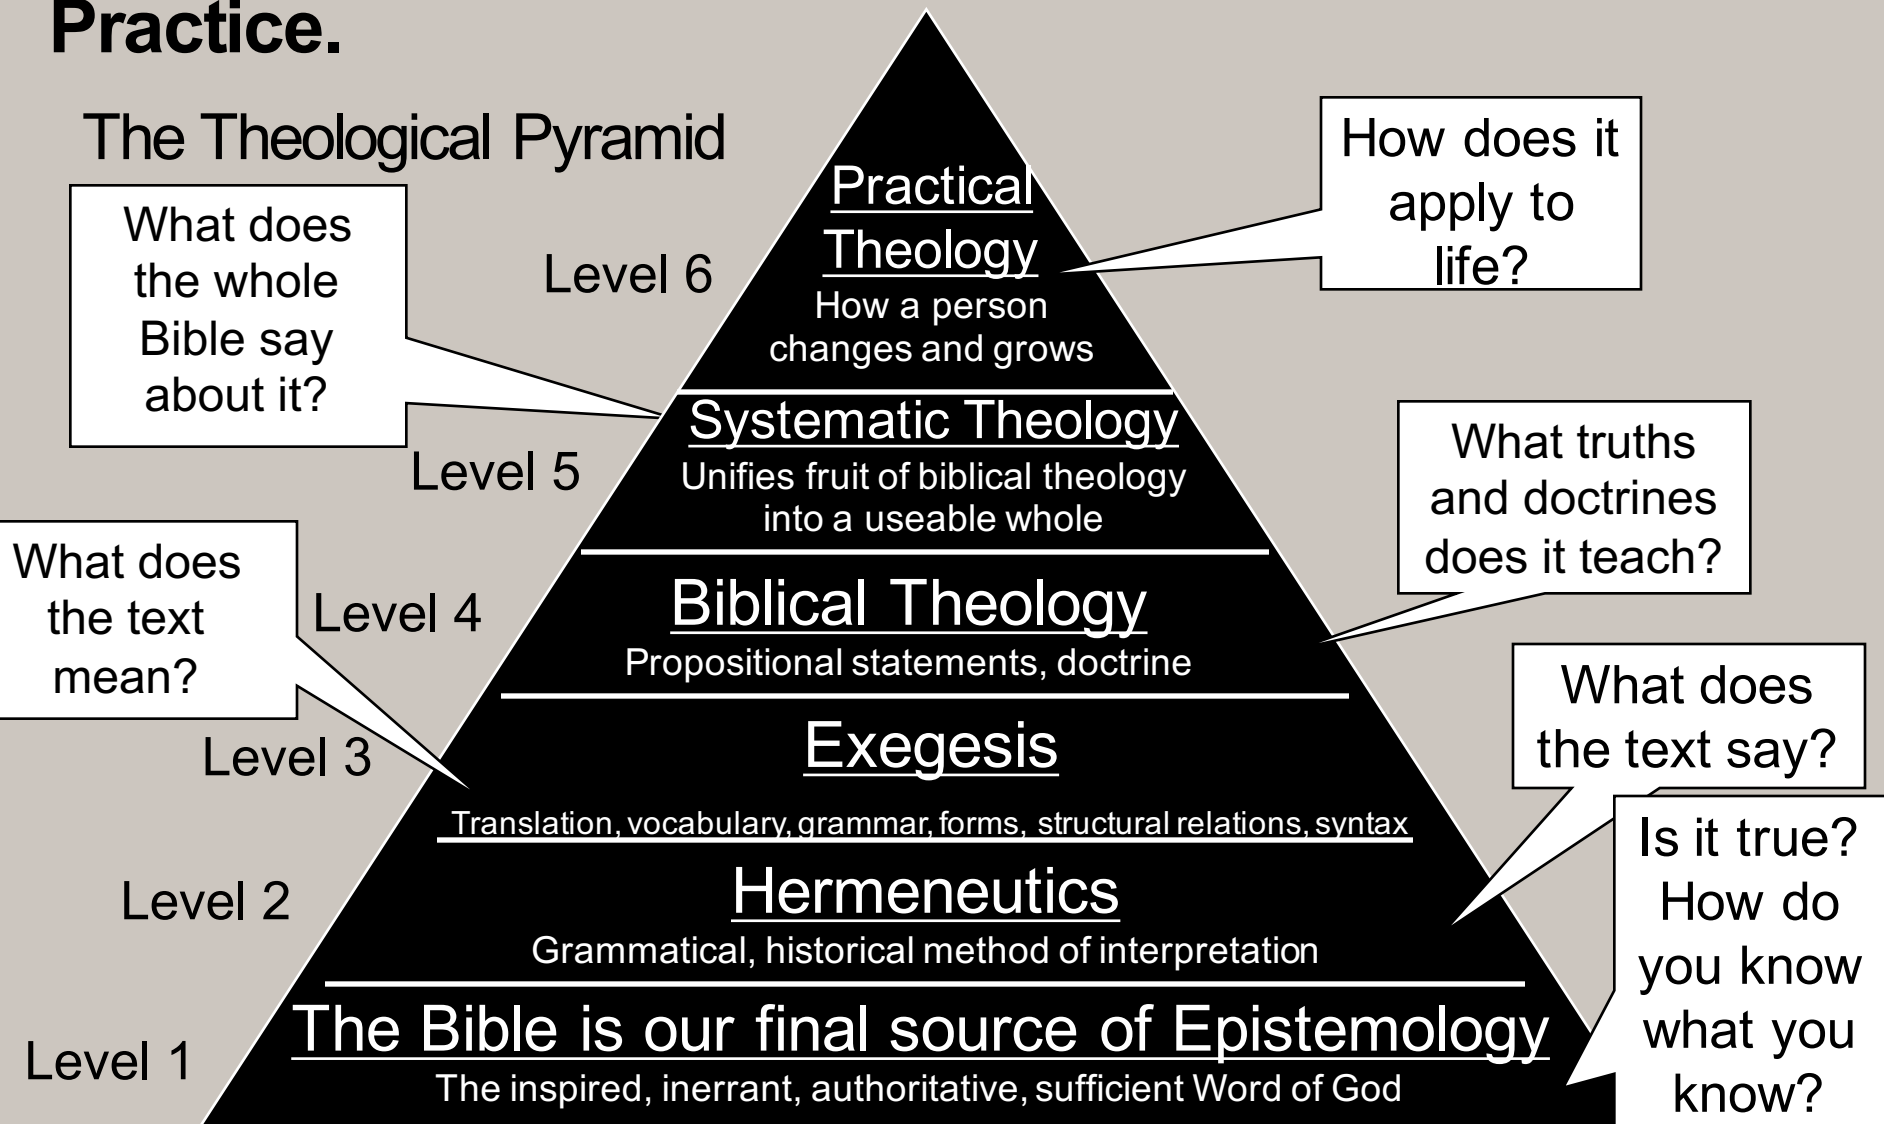 Practice.
The Theological Pyramid
How does it
apply to
life?
What does
the whole
Bible say
about it?
Level 6
Practical
Theology
How a person
changes and grows
Level 5
Systematic Theology
Unifies fruit of biblical theology
into a useable whole
What truths
and doctrines
does it teach?
What does
the text
mean?
Level 4
Biblical Theology
Propositional statements, doctrine
What does
the text say?
Level 3
Exegesis
Translation, vocabulary, grammar, forms, structural relations, syntax
Is it true?
How do
you know
what you
know?
Level 2
Hermeneutics
Grammatical, historical method of interpretation
Level 1
The Bible is our final source of Epistemology
The inspired, inerrant, authoritative, sufficient Word of God